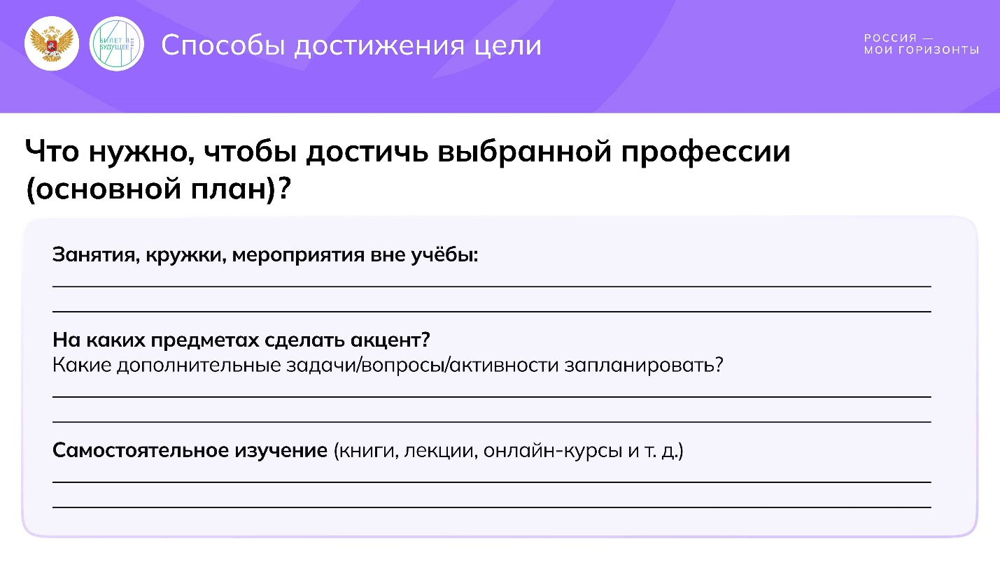 БИЛЕТ В
БУДУЩЕЕ
Способы достижения цели
РОССИЯ —
МОИ ГОРИЗОНТЫ
Что нужно, чтобы достичь выбранной профессии
(основной план)?
Занятия, кружки, мероприятия вне учёбы:
На каких предметах сделать акцент?
Какие дополнительные задачи/вопросы/активности запланировать?
Самостоятельное изучение (книги, лекции, онлайн-курсы и т. д.)